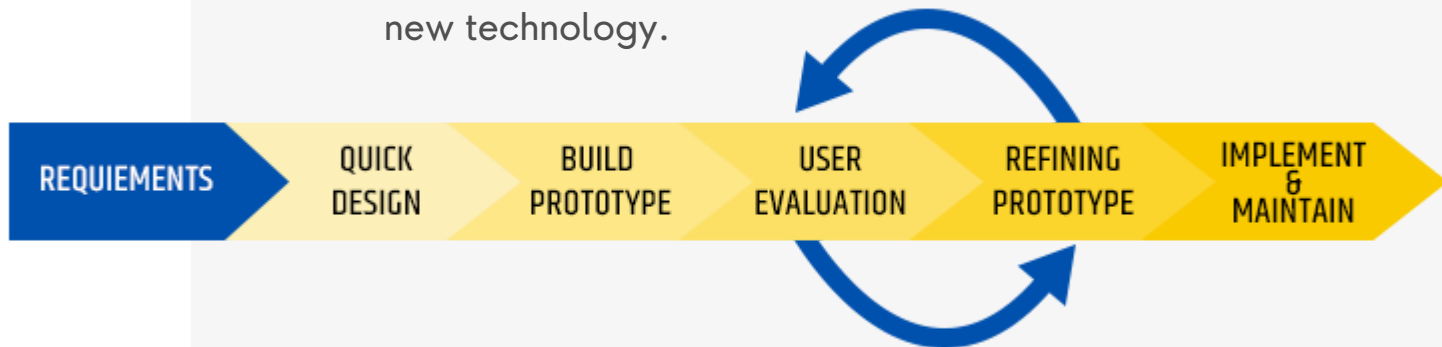 new technology.
REQUIEMENTS
QUICK
DESIGN
BUILD
PROTOTYPE
USER
EVALUATION
REFINING
PROTOTYPE
IMPLEMENT
&
MAINTAIN